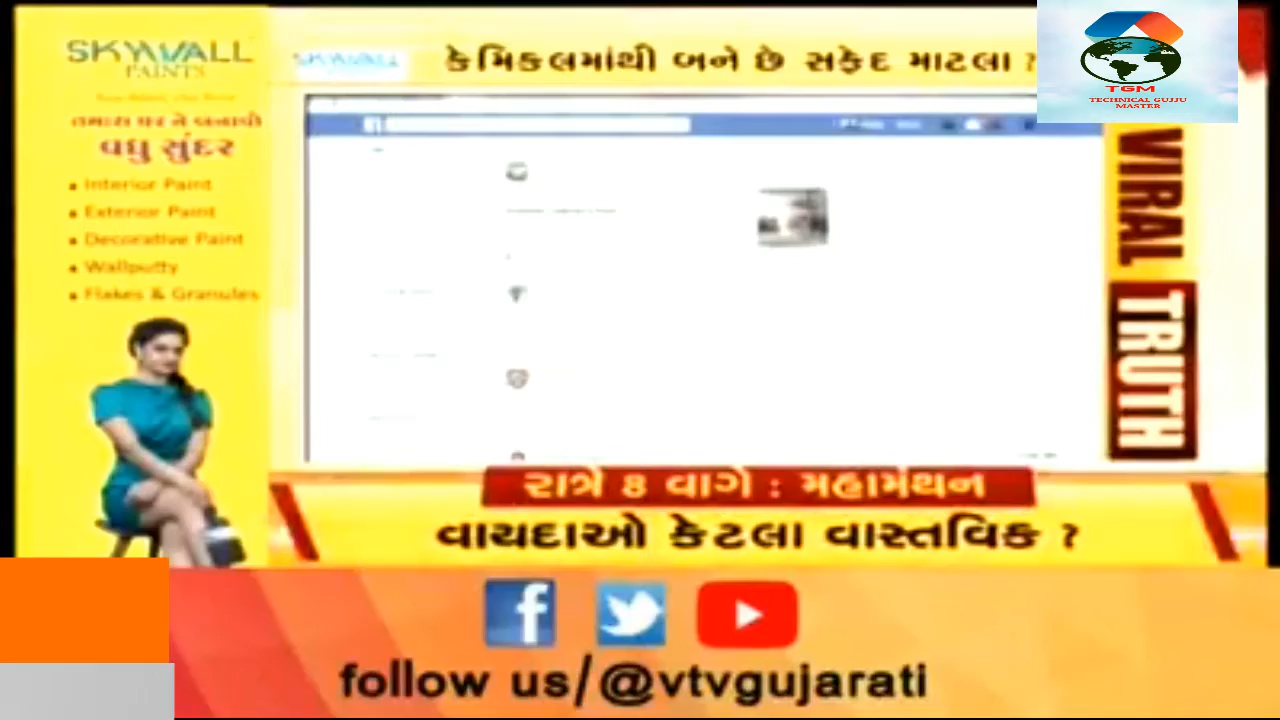 SKYWALL
PAINTS
તમારા ઘર ને બનાવો
વધુ સુંદર
• Interior Paint
• Exterior Paint
• Decorative Paint
• Wallputty
• Flakes & Granules
SKYWALL
કેમિકલમાંથી બને છે સફેદ માટલા ?
TGM
TECHNICAL GUJJU
MASTER
VIRAL TRUTH
રાત્રે 8 વાગે : મહામંથન
વાયદાઓ કેટલા વાસ્તવિક ?
follow us/@vtvgujarati